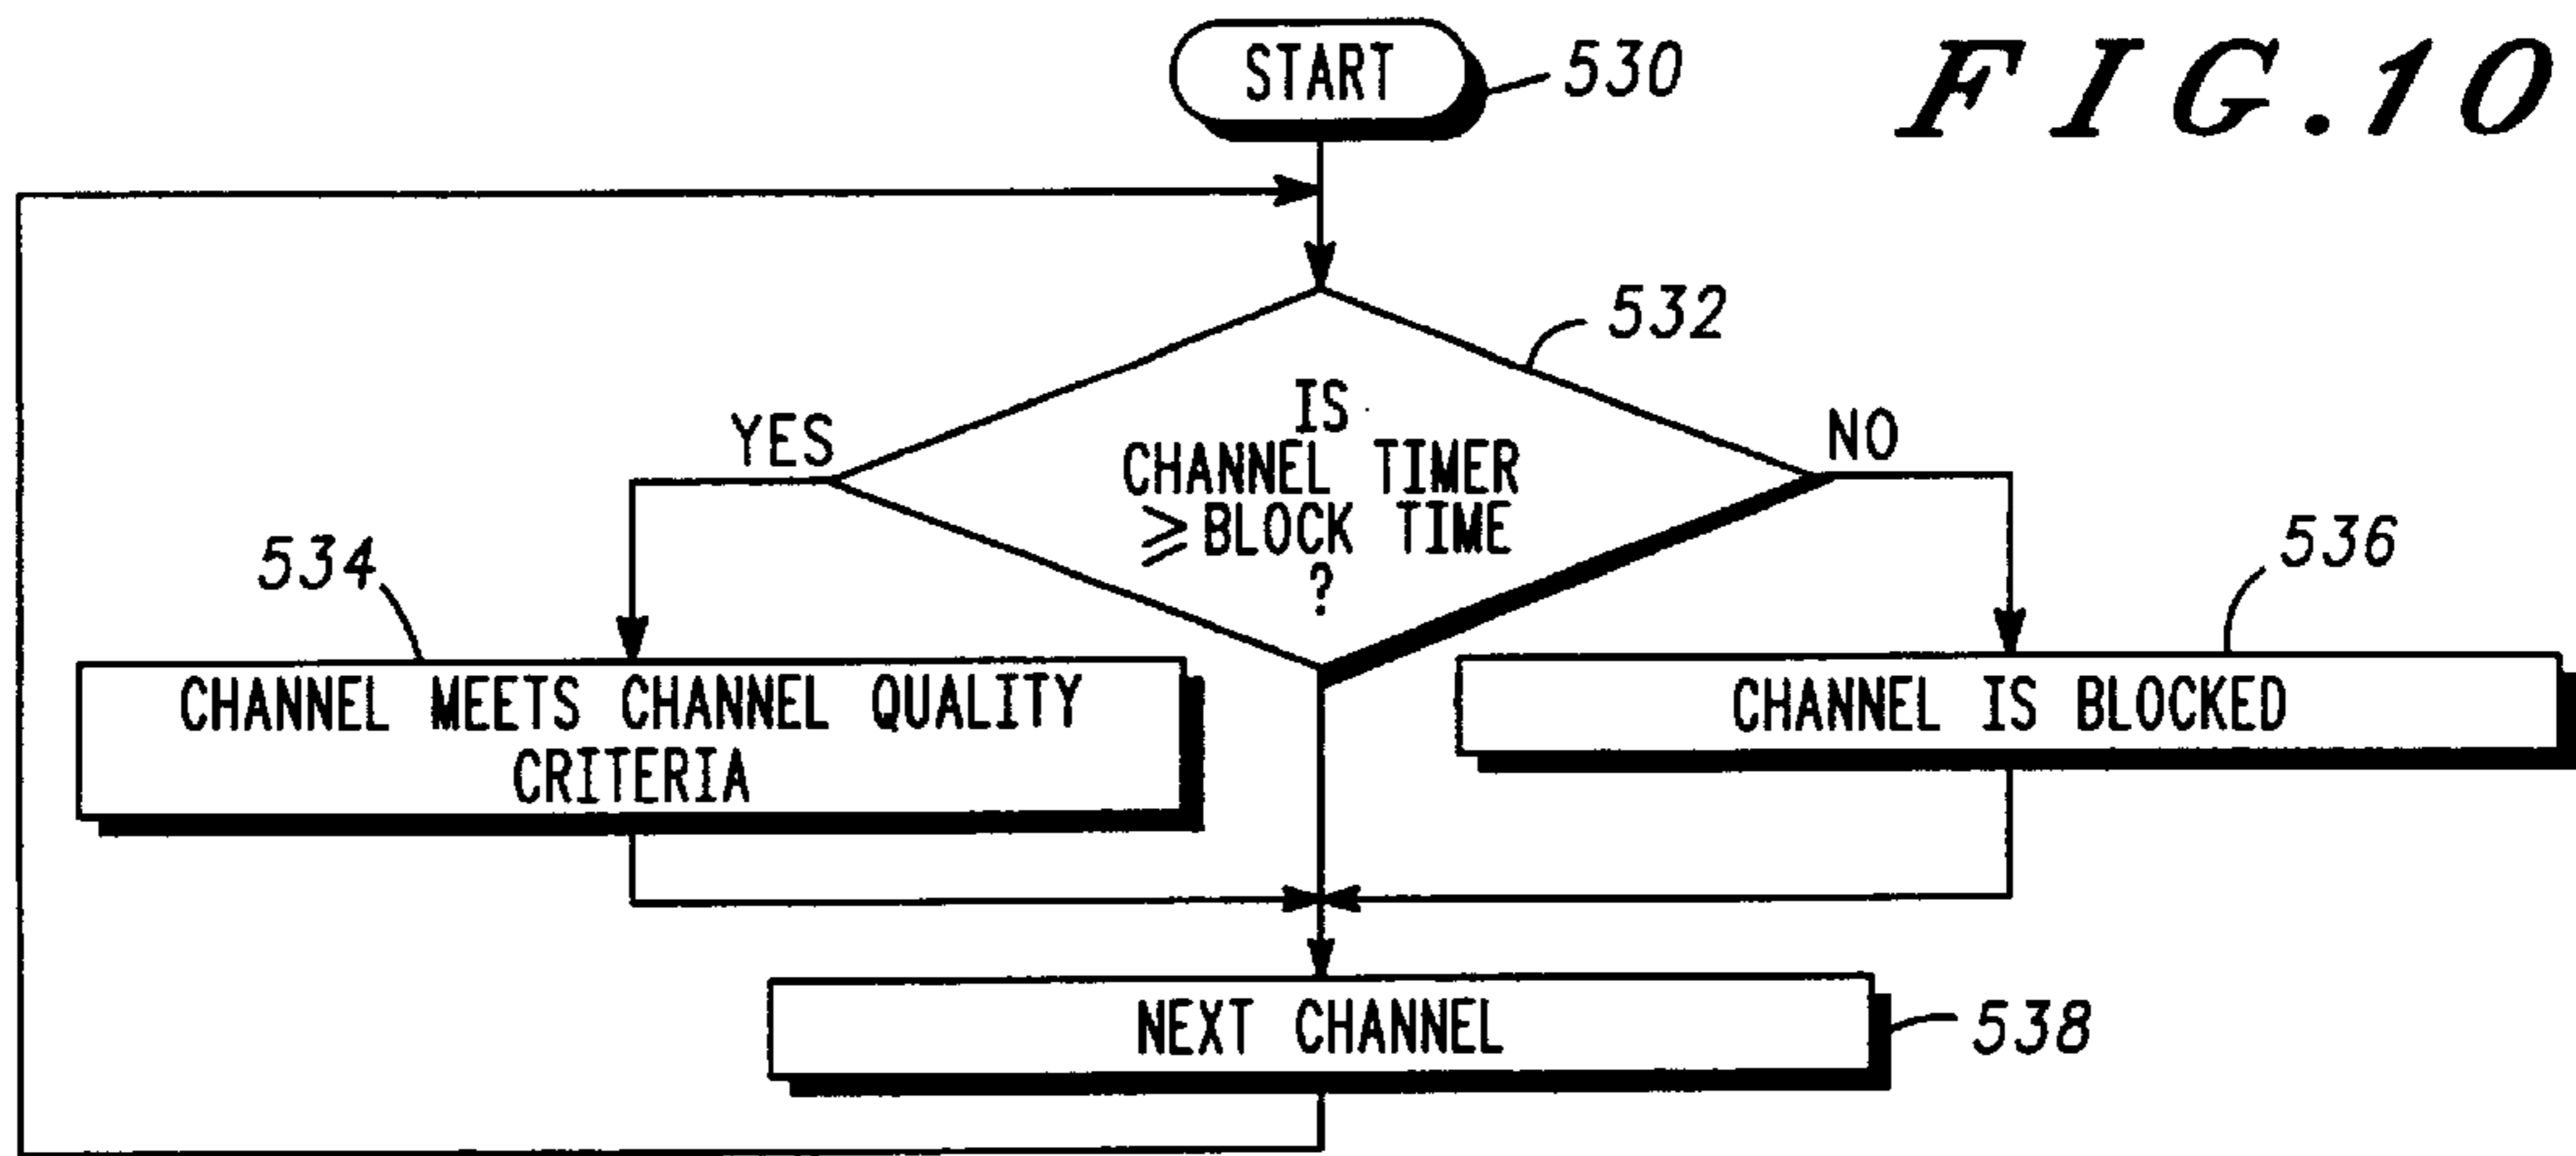 START
530
FIG.10
532
IS
CHANNEL TIMER
≥ BLOCK TIME
?
YES
NO
534
536
CHANNEL MEETS CHANNEL QUALITY
CRITERIA
CHANNEL IS BLOCKED
NEXT CHANNEL
538